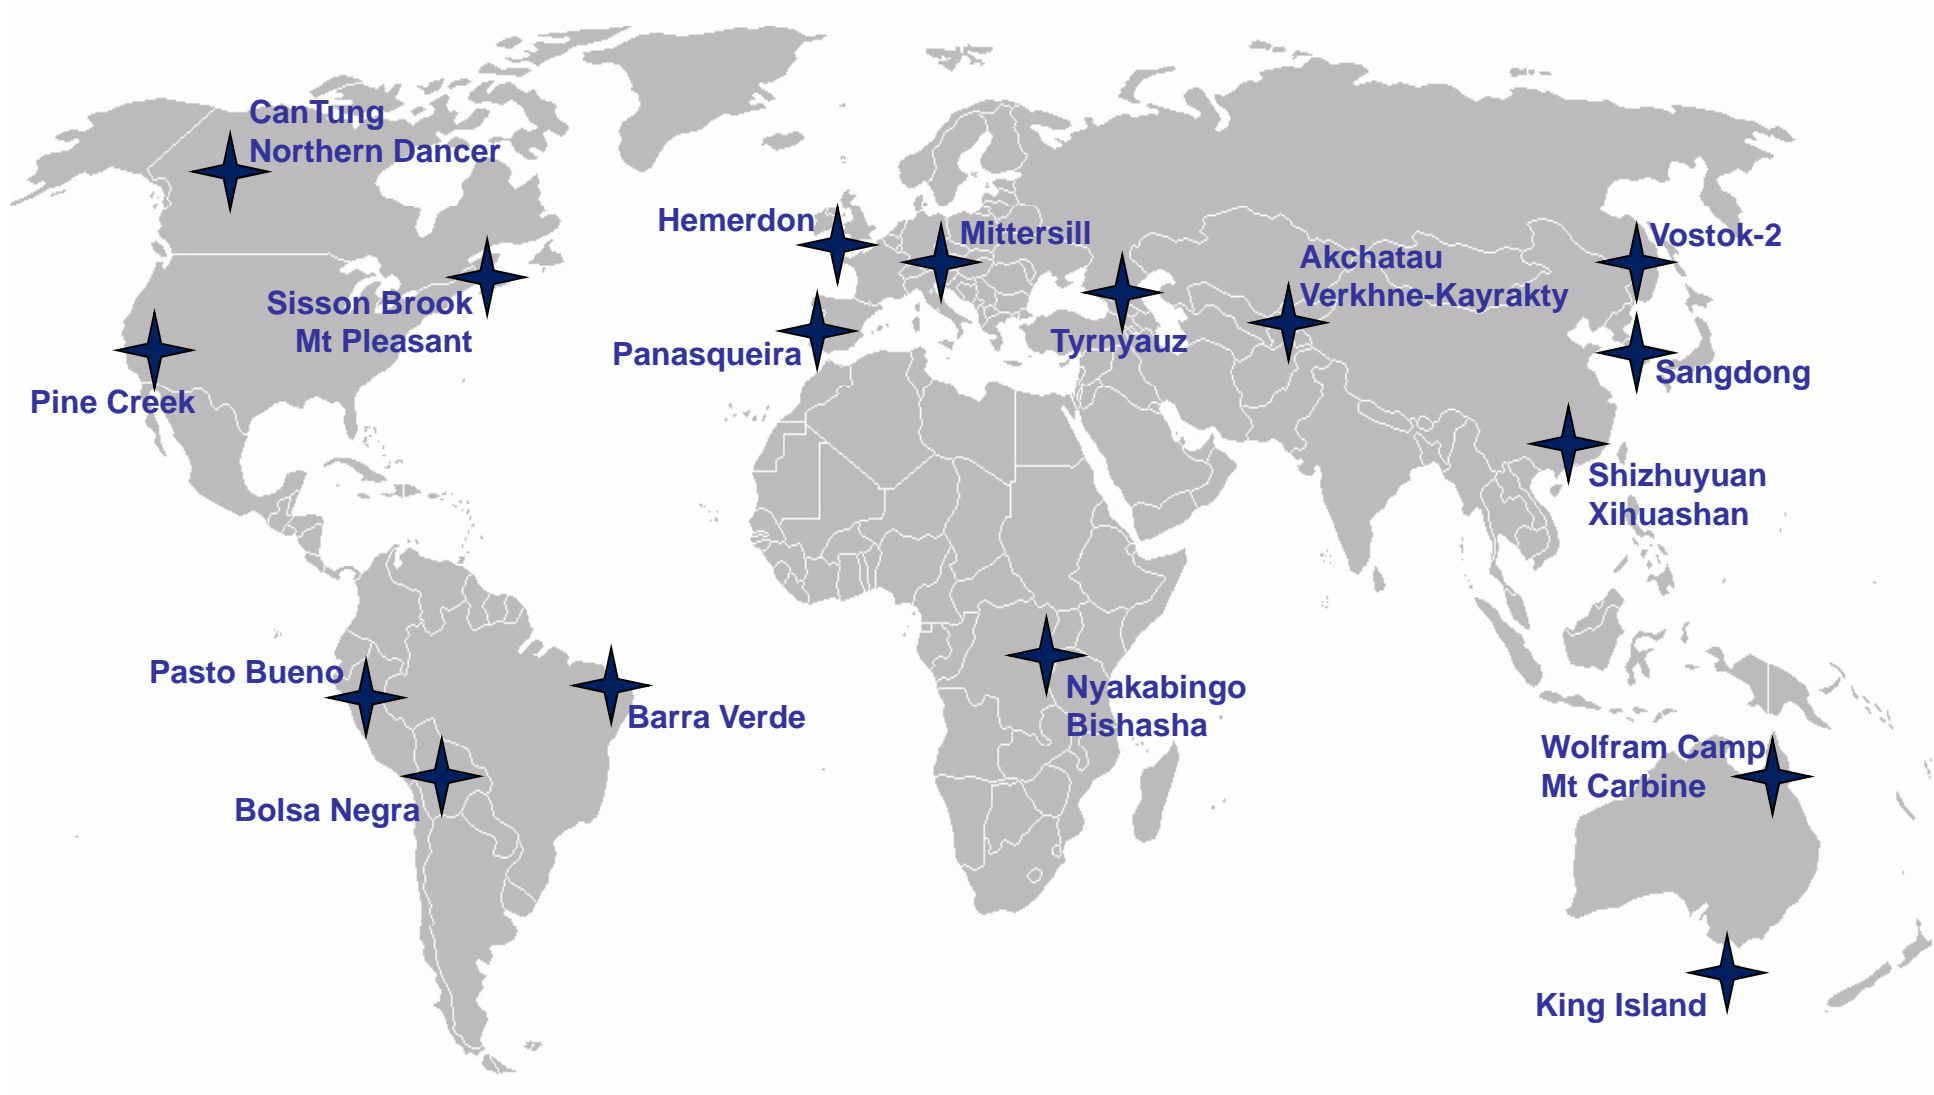 CanTung
Northern Dancer
Hemerdon
Mittersill
Vostok-2
Akchatau
Verkhne-Kayrakty
Sisson Brook
Mt Pleasant
Panasqueira
Tyrnyauz
Sangdong
Pine Creek
Shizhuyuan
Xihuashan
Pasto Bueno
Barra Verde
Nyakabingo
Bishasha
Wolfram Camp
Mt Carbine
Bolsa Negra
King Island